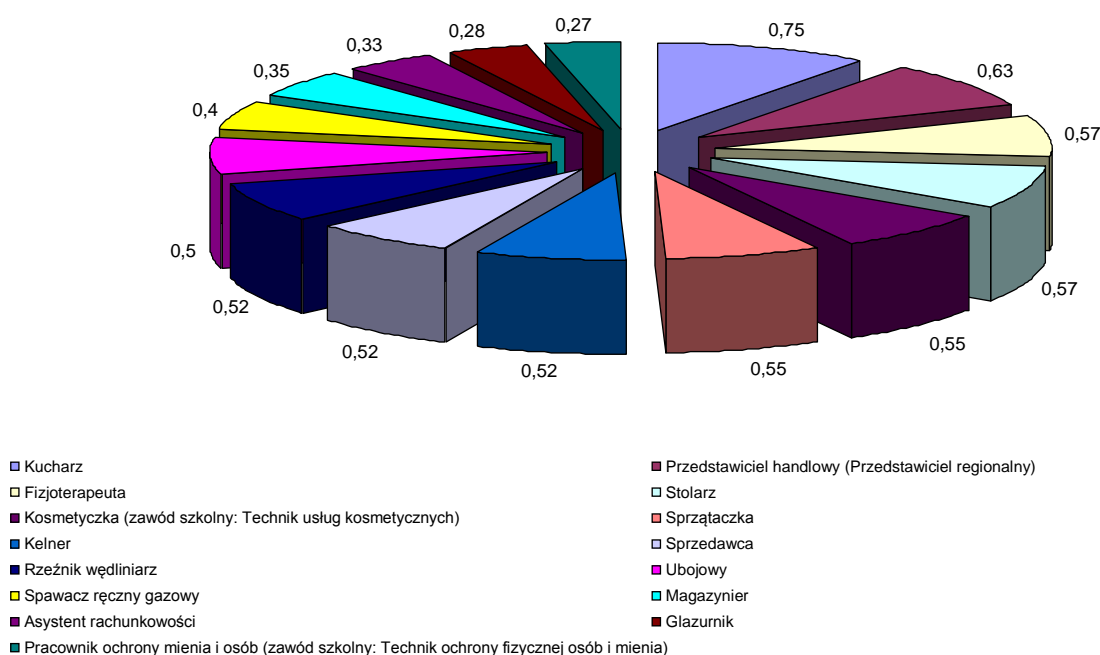 0,75
0,63
0,57
0,57
0,55
0,55
0,52
0,52
0,52
0,5
0,4
0,35
0,33
0,28
0,27
Kucharz
Przedstawiciel handlowy (Przedstawiciel regionalny)
Fizjoterapeuta
Stolarz
Kosmetyczka (zawód szkolny: Technik usług kosmetycznych)
Sprzątaczka
Kelner
Sprzedawca
Rzeźnik wędliniarz
Ubojowy
Spawacz ręczny gazowy
Magazynier
Asystent rachunkowości
Glazurnik
Pracownik ochrony mienia i osób (zawód szkolny: Technik ochrony fizycznej osób i mienia)